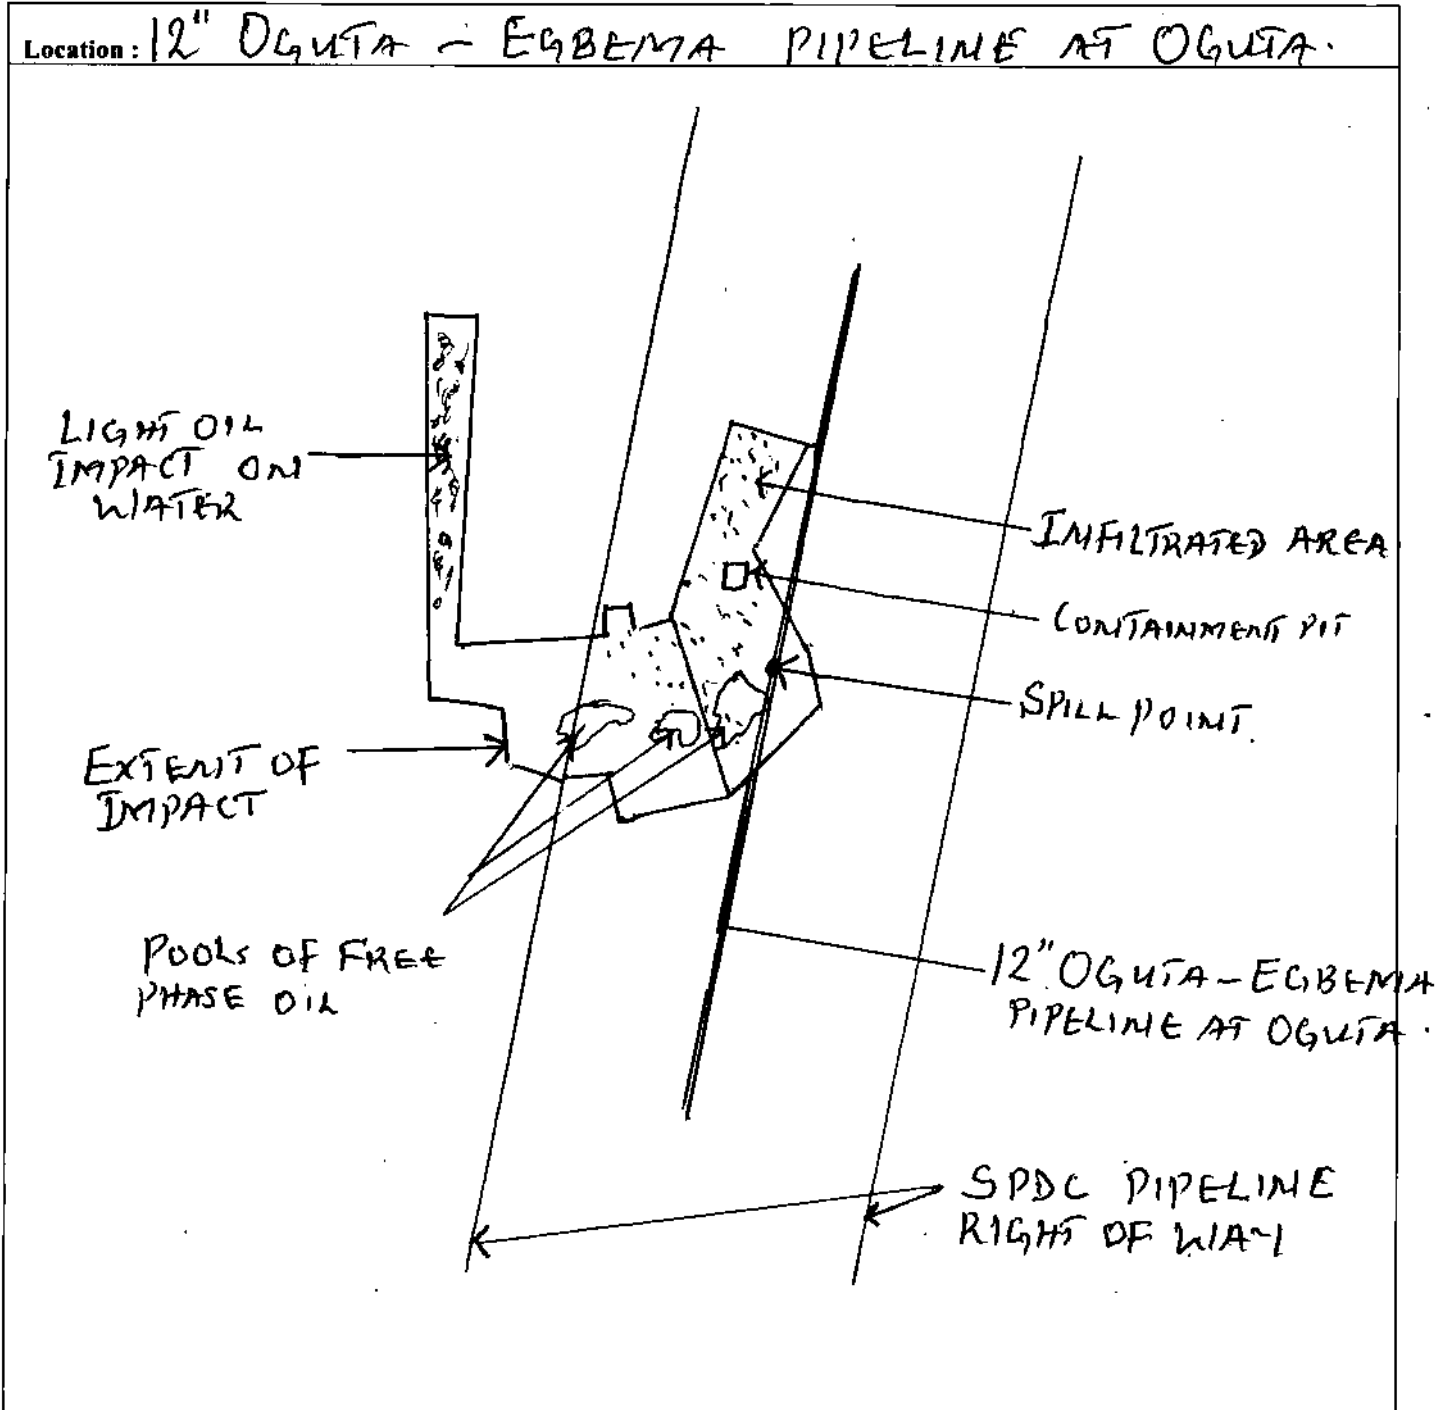 Location : 12" OGUTA - EGBEMA PIPELINE AT OGUTA.
LIGHT OIL
IMPACT ON
WATER
INFILTRATED AREA
CONTAINMENT PIT
SPILL POINT.
EXTENT OF
IMPACT
POOLS OF FREE
PHASE OIL
12" OGUTA - EGBEMA
PIPELINE AT OGUTA.
SPDC PIPELINE
RIGHT OF WAY